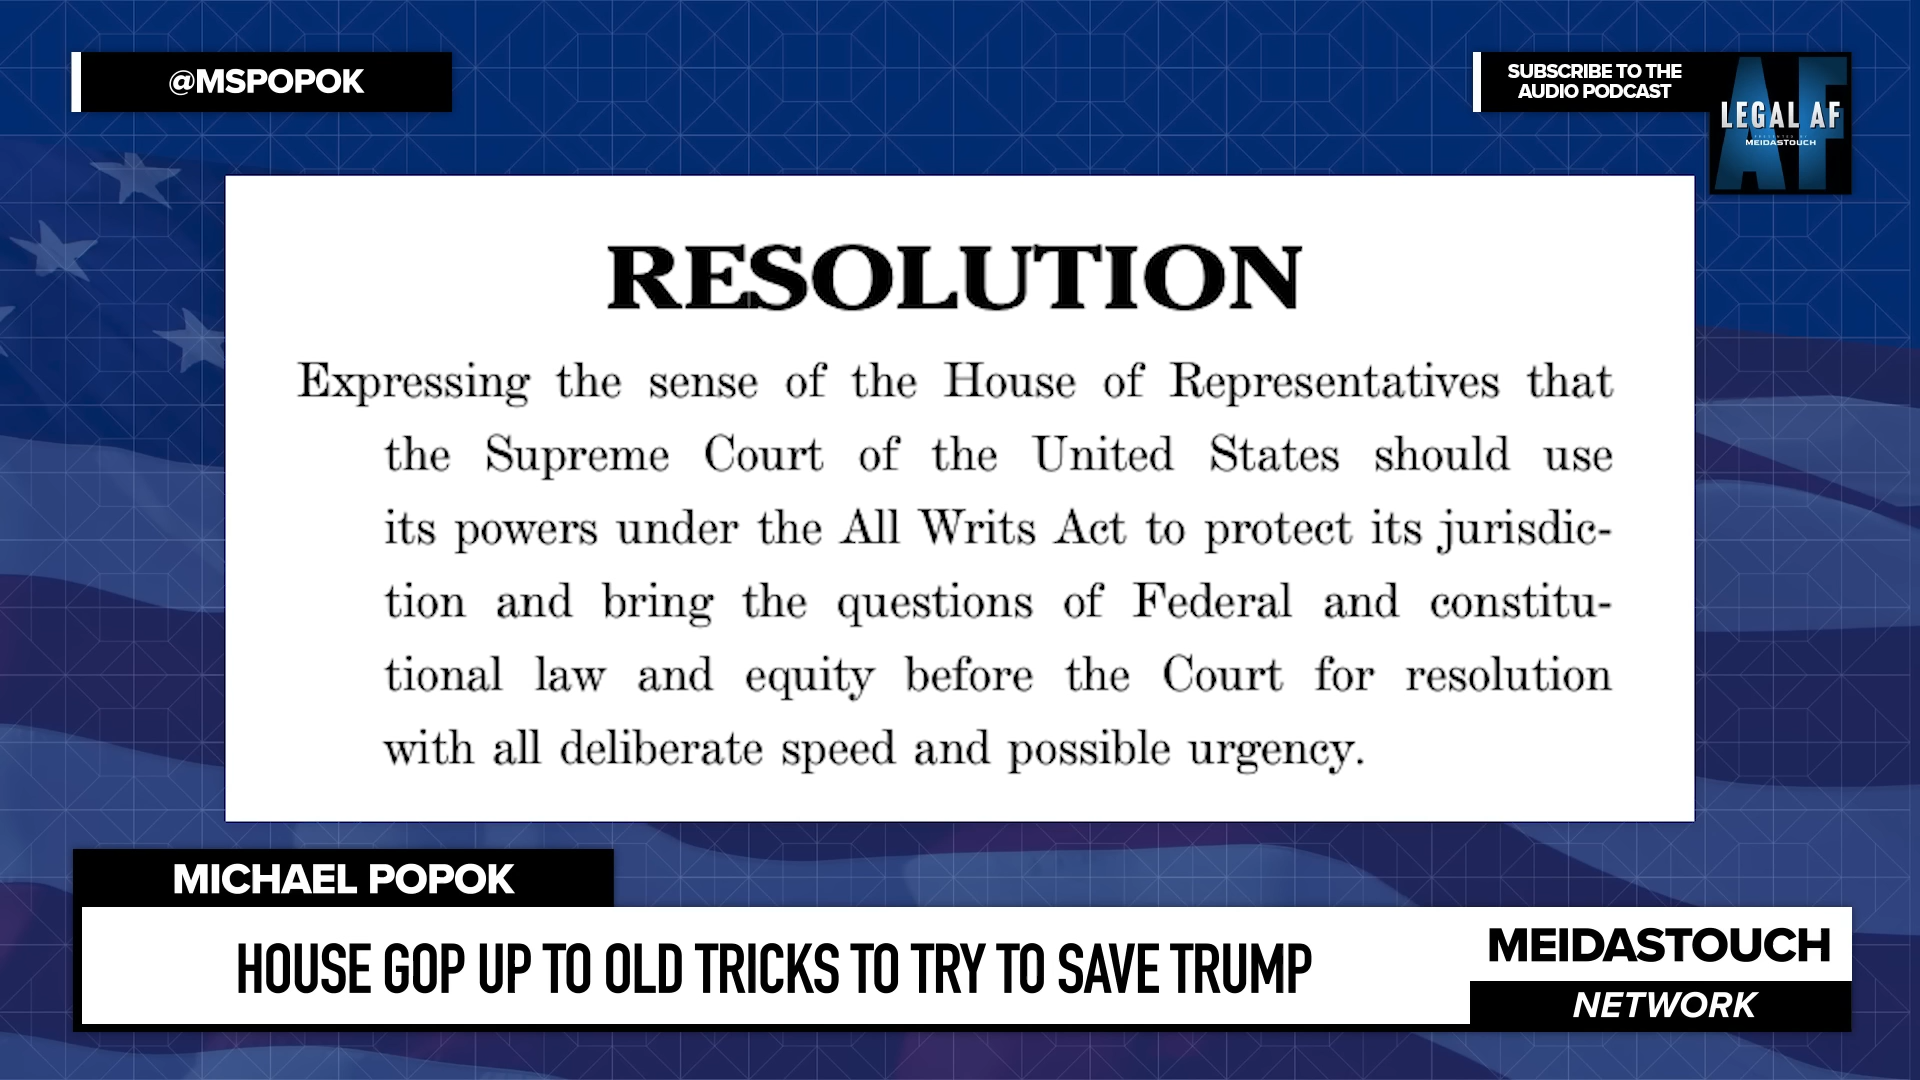 @MSPOPOK
SUBSCRIBE TO THE
AUDIO PODCAST
LEGAL AF
MEIDASTOUCH
RESOLUTION
Expressing the sense of the House of Representatives that
the Supreme Court of the United States should use
its powers under the All Writs Act to protect its jurisdic-
tion and bring the questions of Federal and constitu-
tional law and equity before the Court for resolution
with all deliberate speed and possible urgency.
MICHAEL POPOK
HOUSE GOP UP TO OLD TRICKS TO TRY TO SAVE TRUMP
MEIDASTOUCH
NETWORK